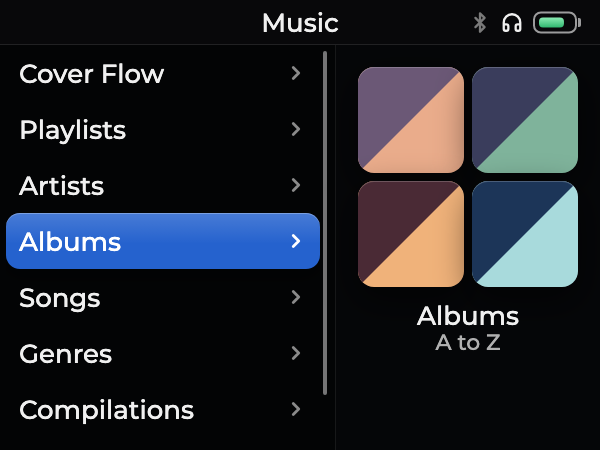 Music
Cover Flow
Playlists
Artists
Albums
Songs
Genres
Compilations
Albums
A to Z